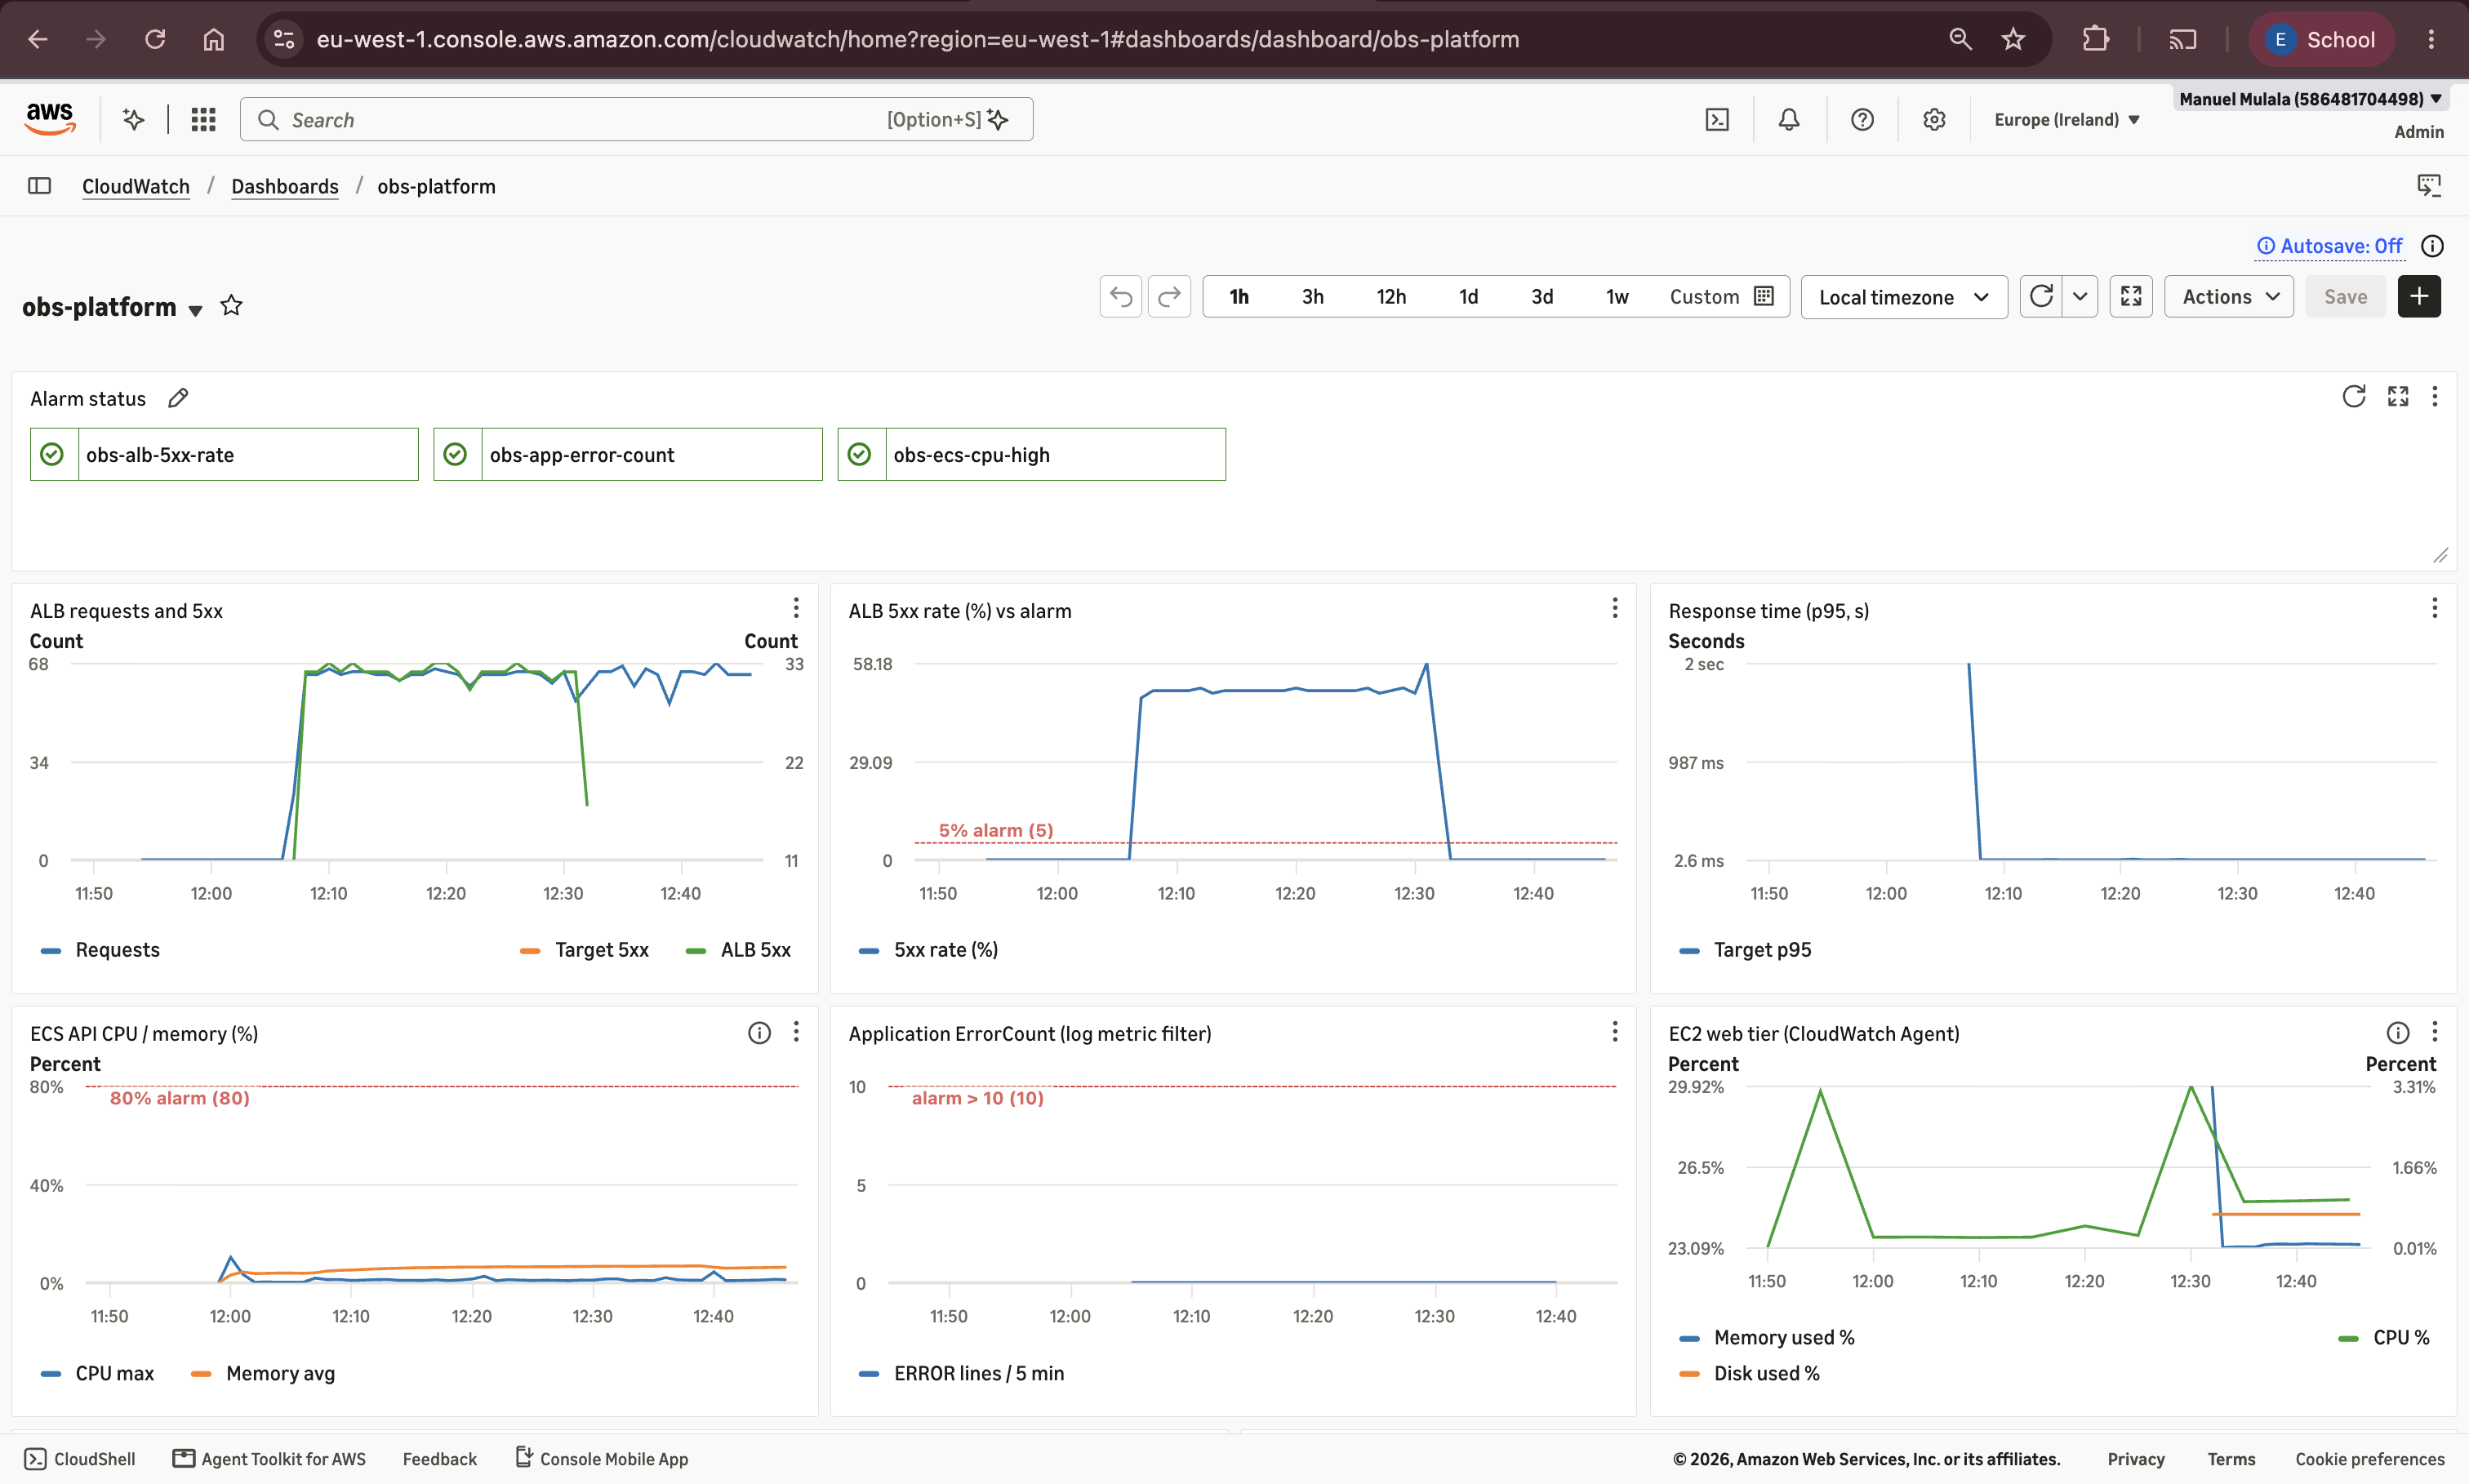 eu-west-1.console.aws.amazon.com/cloudwatch/home?region=eu-west-1#dashboards/dashboard/obs-platform
E School
aws
Search [Option+S]
Europe (Ireland)
Manuel Mulala (586481704498)
Admin
CloudWatch / Dashboards / obs-platform
Autosave: Off
obs-platform
1h 3h 12h 1d 3d 1w Custom
Local timezone
Actions
Save
Alarm status
obs-alb-5xx-rate
obs-app-error-count
obs-ecs-cpu-high
ALB requests and 5xx
Count Count
68 33
34 22
0 11
11:50 12:00 12:10 12:20 12:30 12:40
Requests Target 5xx ALB 5xx
ALB 5xx rate (%) vs alarm
58.18
29.09
5% alarm (5)
0
11:50 12:00 12:10 12:20 12:30 12:40
5xx rate (%)
Response time (p95, s)
Seconds
2 sec
987 ms
2.6 ms
11:50 12:00 12:10 12:20 12:30 12:40
Target p95
ECS API CPU / memory (%)
Percent
80%
80% alarm (80)
40%
0%
11:50 12:00 12:10 12:20 12:30 12:40
CPU max Memory avg
Application ErrorCount (log metric filter)
10
alarm > 10 (10)
5
0
11:50 12:00 12:10 12:20 12:30 12:40
ERROR lines / 5 min
EC2 web tier (CloudWatch Agent)
Percent Percent
29.92% 3.31%
26.5% 1.66%
23.09% 0.01%
11:50 12:00 12:10 12:20 12:30 12:40
Memory used % CPU %
Disk used %
CloudShell Agent Toolkit for AWS Feedback Console Mobile App
© 2026, Amazon Web Services, Inc. or its affiliates. Privacy Terms Cookie preferences